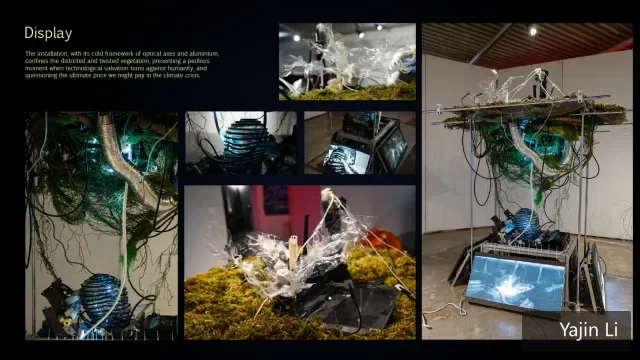 Display
The installation, with its cold framework of optical axes and aluminium,
confines the distorted and twisted vegetation, presenting a perilous
moment when technological salvation turns against humanity, and
questioning the ultimate price we might pay in the climate crisis.
Yajin Li